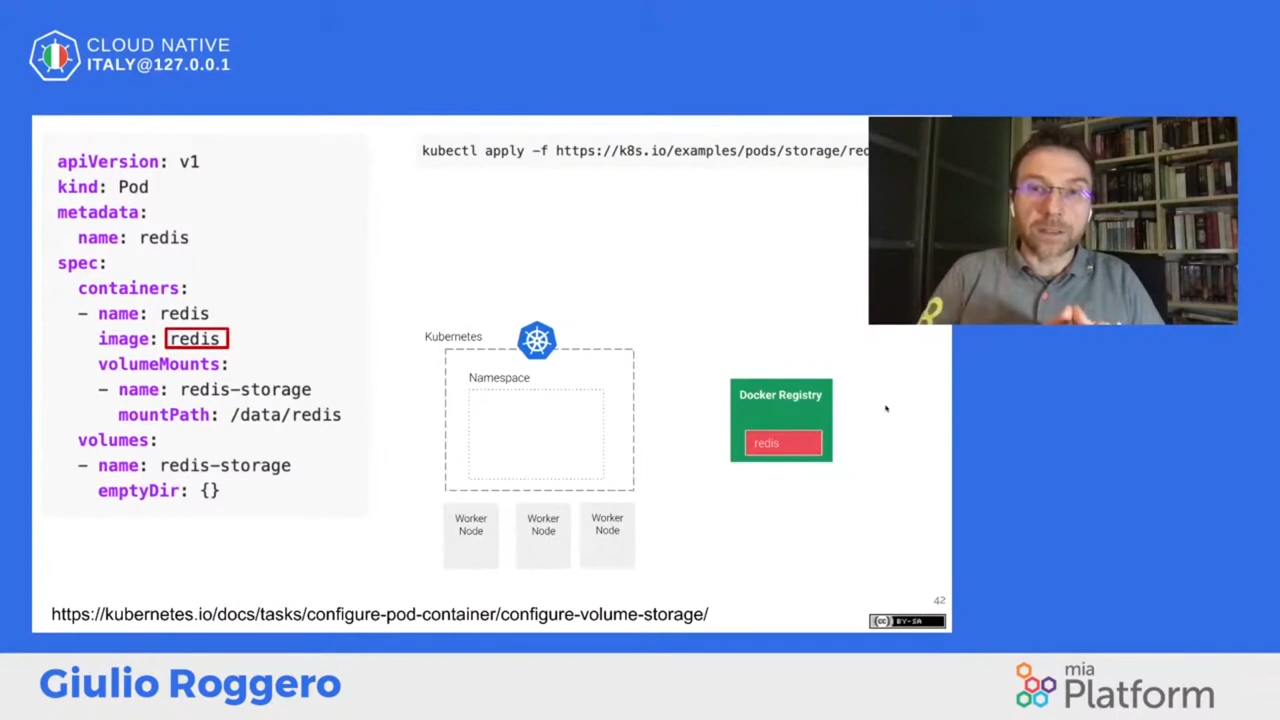 CLOUD NATIVE
ITALY@127.0.0.1
apiVersion: v1
kind: Pod
metadata:
name: redis
spec:
containers:
- name: redis
image: redis
volumeMounts:
- name: redis-storage
mountPath: /data/redis
volumes:
- name: redis-storage
emptyDir: {}
kubectl apply -f https://k8s.io/examples/pods/storage/red
Kubernetes
Namespace
Worker
Node
Worker
Node
Worker
Node
Docker Registry
redis
https://kubernetes.io/docs/tasks/configure-pod-container/configure-volume-storage/
42
cc BY-SA
Giulio Roggero
mia
Platform